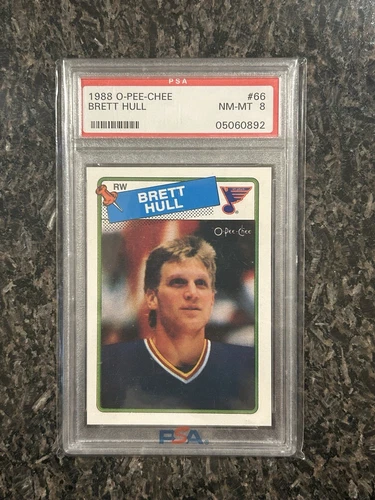 PSA
1988 O-PEE-CHEE #66
BRETT HULL NM-MT 8
05060892
RW
BRETT
HULL
O-Pee-Chee
PSA